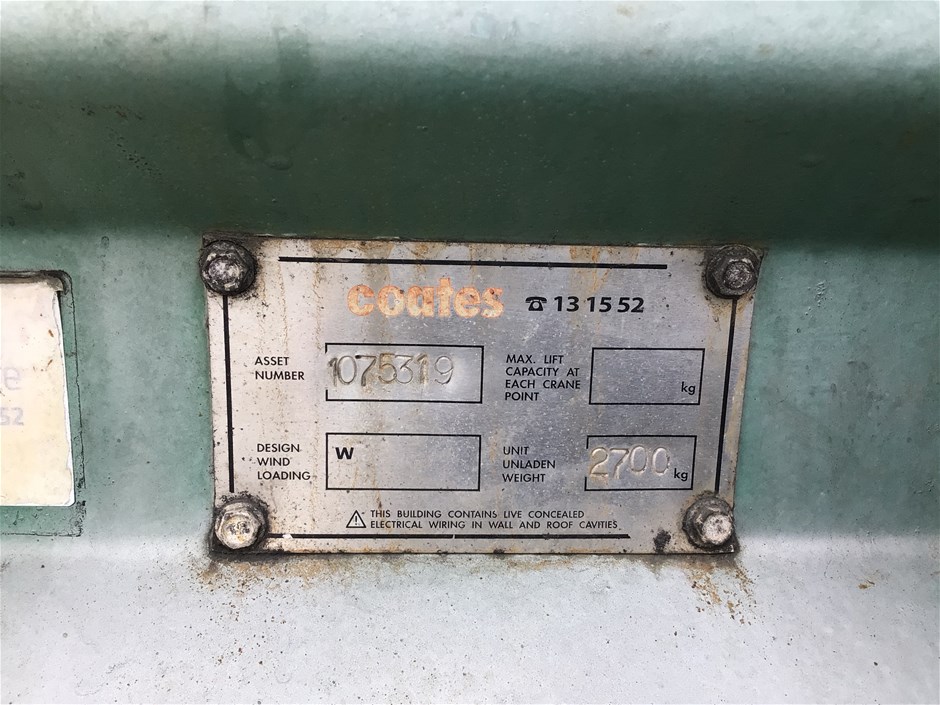 coates ☎ 13 15 52
ASSET NUMBER 1075319
MAX. LIFT
CAPACITY AT
EACH CRANE
POINT
kg
DESIGN
WIND
LOADING
W
UNIT
UNLADEN
WEIGHT
2700 kg
⚠ THIS BUILDING CONTAINS LIVE CONCEALED
ELECTRICAL WIRING IN WALL AND ROOF CAVITIES
52